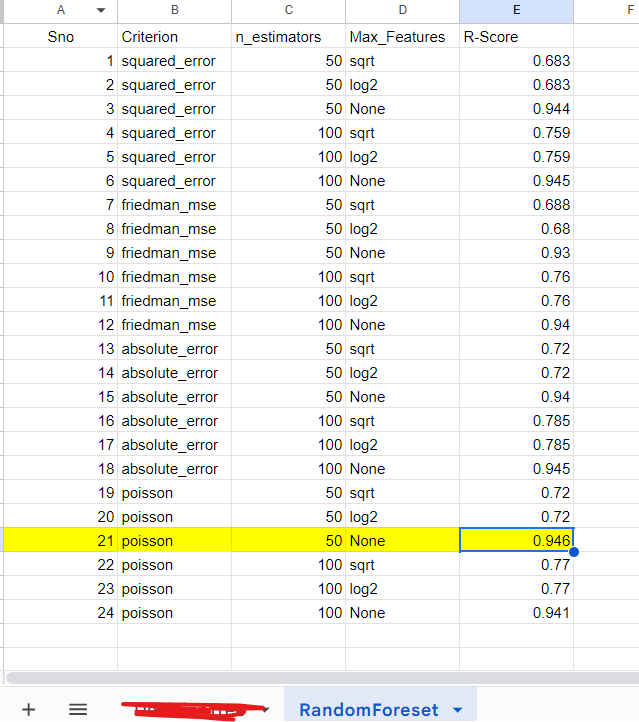 A B C D E F
Sno Criterion n_estimators Max_Features R-Score
1 squared_error 50 sqrt 0.683
2 squared_error 50 log2 0.683
3 squared_error 50 None 0.944
4 squared_error 100 sqrt 0.759
5 squared_error 100 log2 0.759
6 squared_error 100 None 0.945
7 friedman_mse 50 sqrt 0.688
8 friedman_mse 50 log2 0.68
9 friedman_mse 50 None 0.93
10 friedman_mse 100 sqrt 0.76
11 friedman_mse 100 log2 0.76
12 friedman_mse 100 None 0.94
13 absolute_error 50 sqrt 0.72
14 absolute_error 50 log2 0.72
15 absolute_error 50 None 0.94
16 absolute_error 100 sqrt 0.785
17 absolute_error 100 log2 0.785
18 absolute_error 100 None 0.945
19 poisson 50 sqrt 0.72
20 poisson 50 log2 0.72
21 poisson 50 None 0.946
22 poisson 100 sqrt 0.77
23 poisson 100 log2 0.77
24 poisson 100 None 0.941
RandomForeset